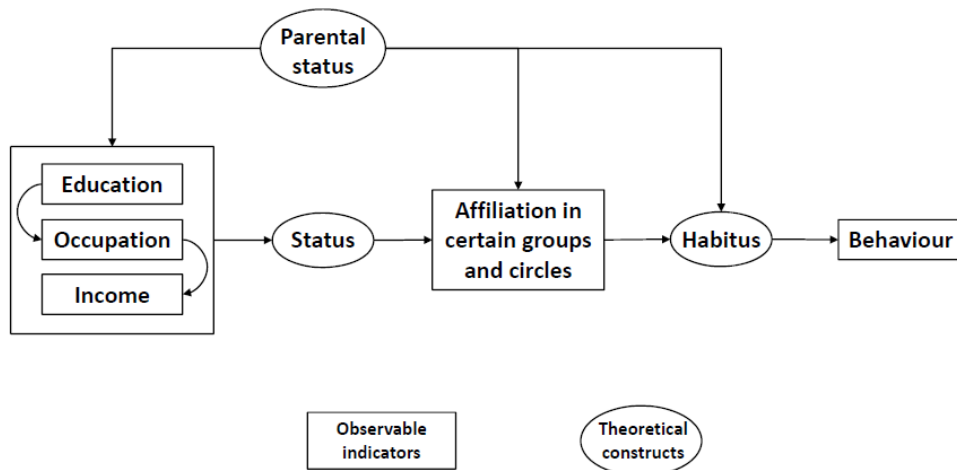 Parental
status
Education
Occupation
Income
Status
Affiliation in
certain groups
and circles
Habitus
Behaviour
Observable
indicators
Theoretical
constructs